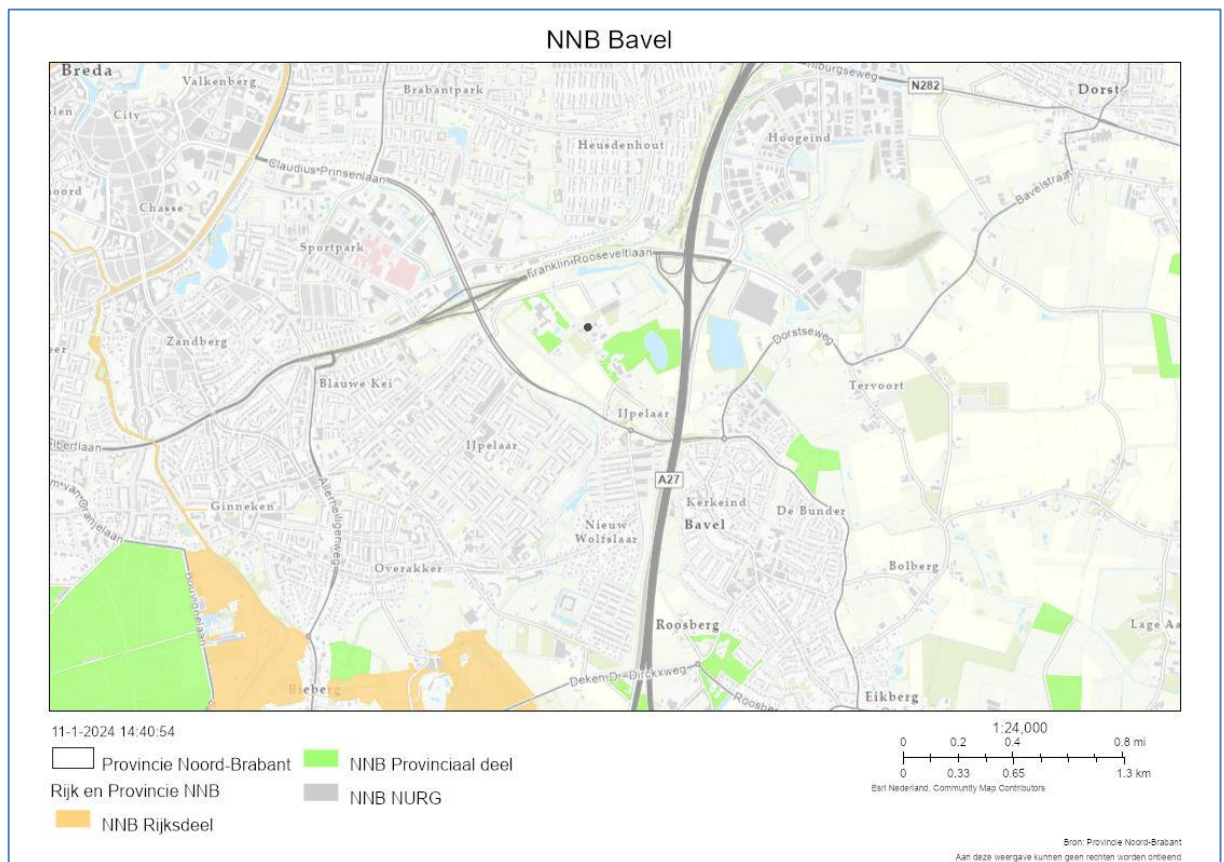 NNB Bavel
Breda
Valkenberg
Brabantpark
N282
Dorst
City
Heusdenhout
Hoogeind
Claudius Prinsenlaan
Bavelstraat
Chasse
Sportpark
Franklin Rooseveltlaan
Zandberg
Dorstseweg
Blauwe Kei
Tervoort
IJpelaar
IJpelaar
A27
Allerheiligenweg
Ginneken
Kerkeind
De Bunder
Nieuw
Wolfslaar
Bavel
Overakker
Bolberg
Bouvignelaan
Roosberg
Lage Aa
Deken Dr. Dirckxweg
Bieberg
Eikberg
11-1-2024 14:40:54
Provincie Noord-Brabant
NNB Provinciaal deel
Rijk en Provincie NNB
NNB NURG
NNB Rijksdeel
1:24,000
0 0.2 0.4 0.8 mi
0 0.33 0.65 1.3 km
Esri Nederland, Community Map Contributors
Bron: Provincie Noord-Brabant
Aan deze weergave kunnen geen rechten worden ontleend